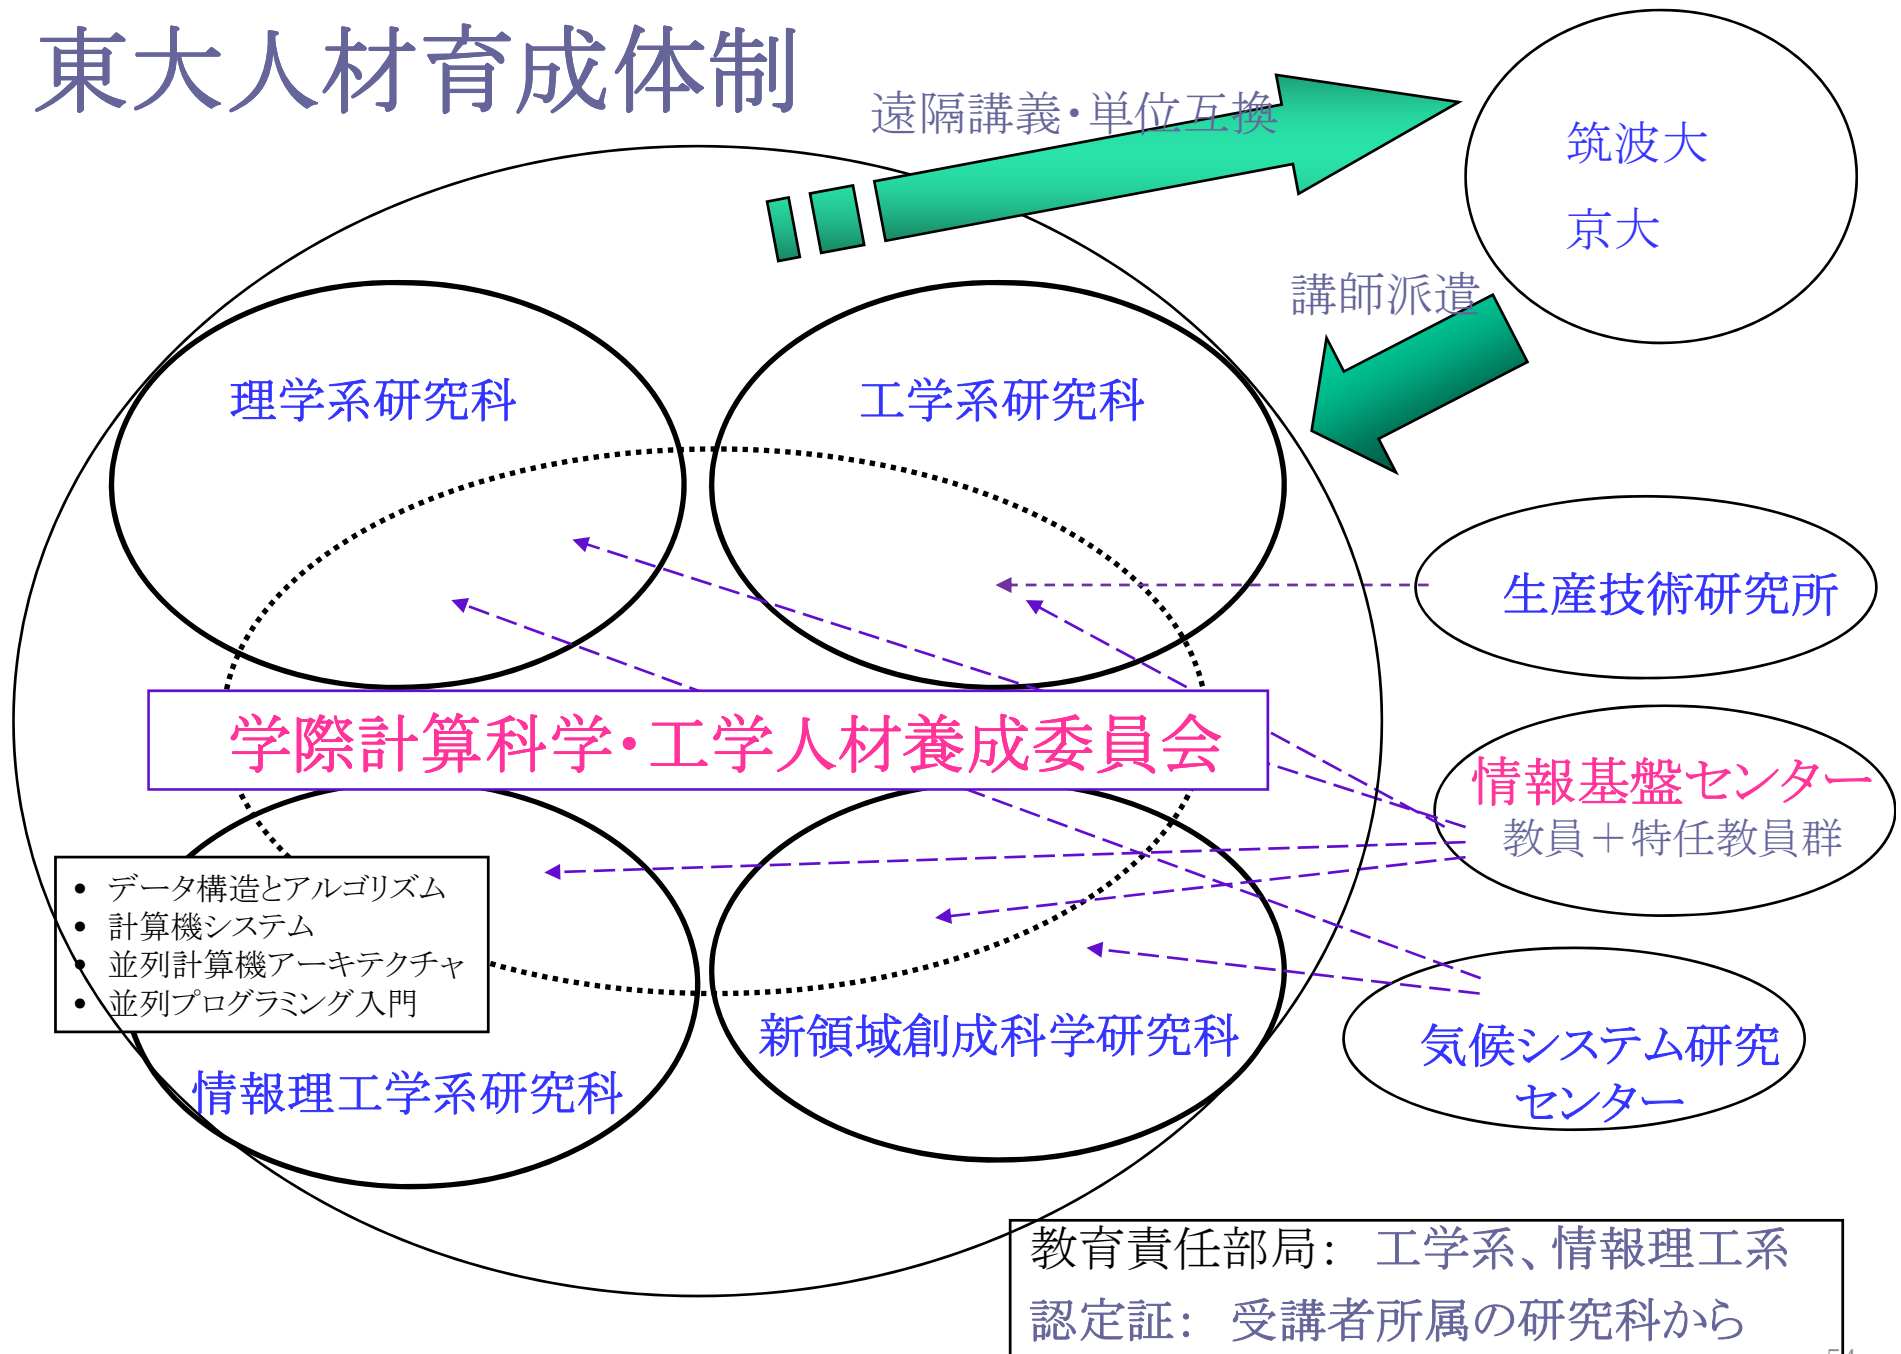 東大人材育成体制
遠隔講義・単位互換
筑波大
京大
講師派遣
理学系研究科
工学系研究科
生産技術研究所
学際計算科学・工学人材養成委員会
情報基盤センター
教員＋特任教員群
• データ構造とアルゴリズム
• 計算機システム
• 並列計算機アーキテクチャ
• 並列プログラミング入門
新領域創成科学研究科
気候システム研究
センター
情報理工学系研究科
教育責任部局： 工学系、情報理工系
認定証： 受講者所属の研究科から